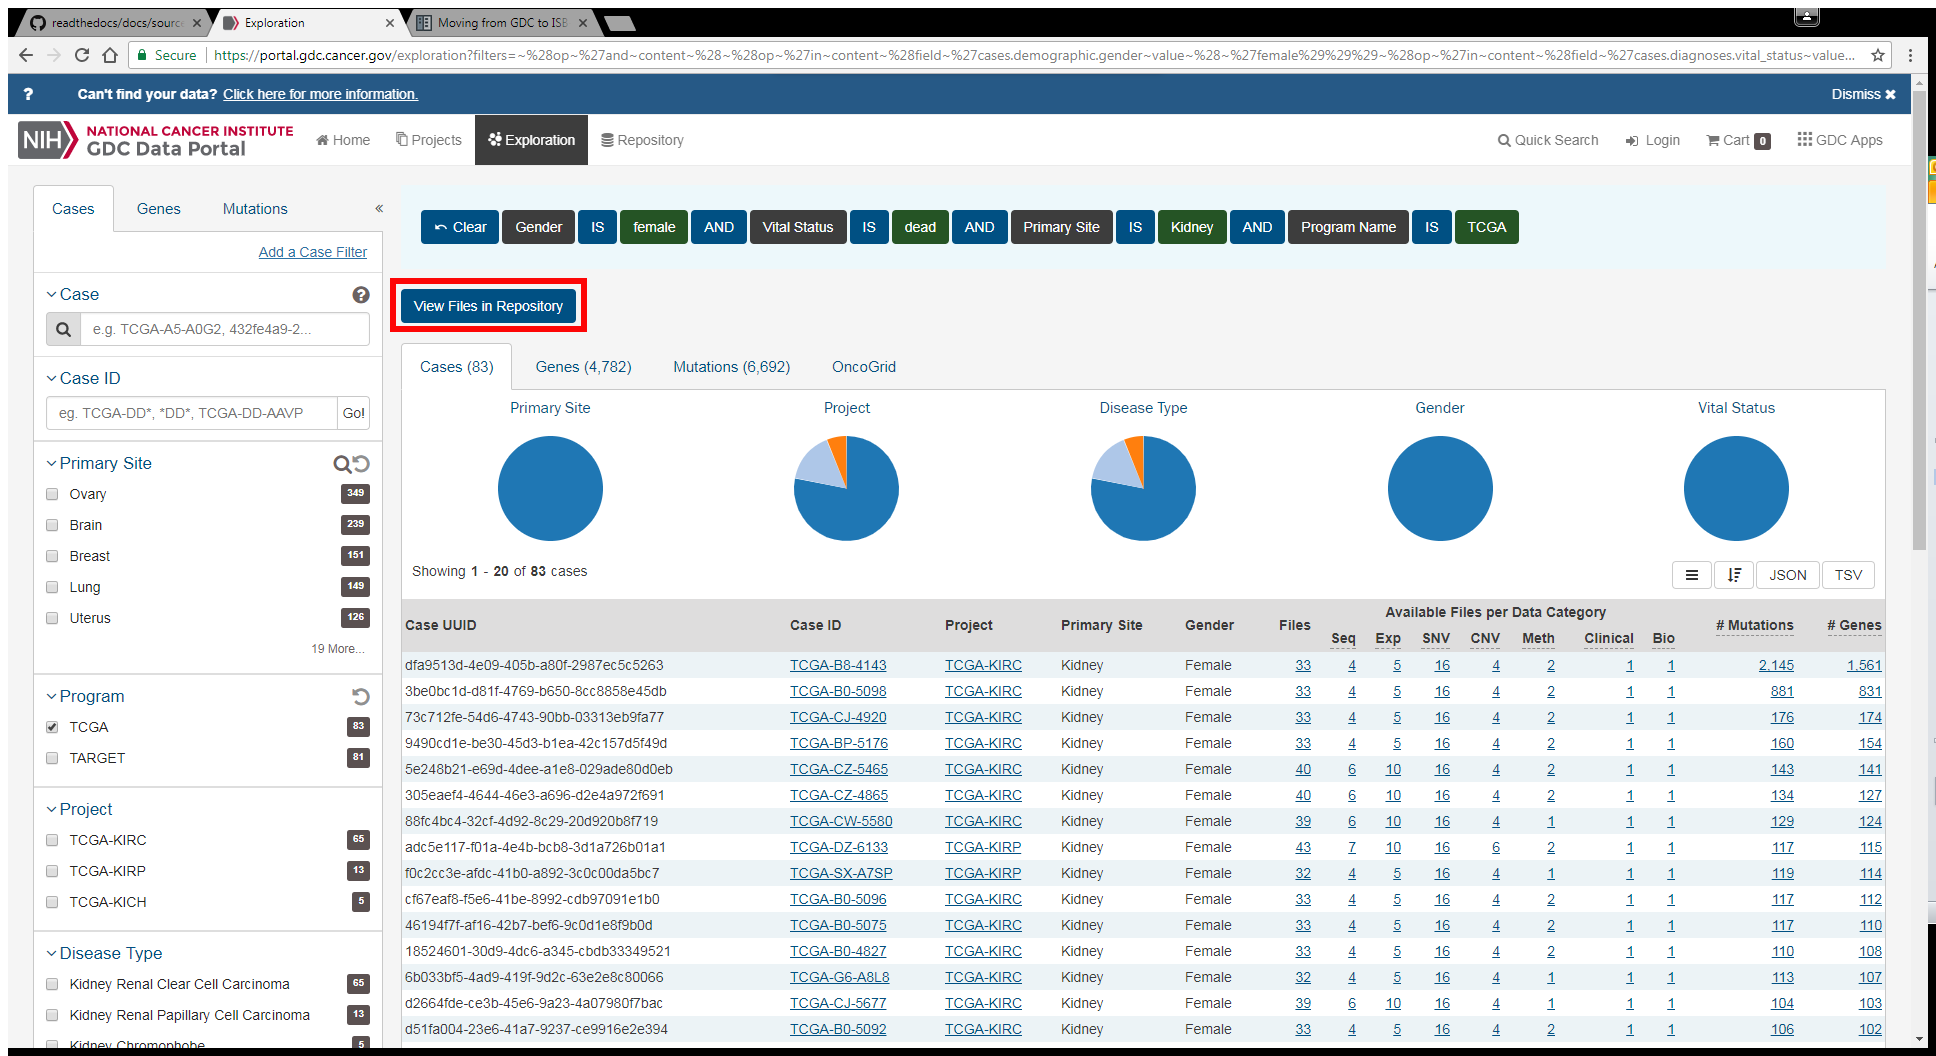 readthedocs/docs/source
Exploration
Moving from GDC to ISB
Secure
https://portal.gdc.cancer.gov/exploration?filters=~%28op~%27and~content~%28~%28op~%27in~content~%28field~%27cases.demographic.gender~value~%28~%27female%29%29%29~%28op~%27in~content~%28field~%27cases.diagnoses.vital_status~value...
? Can't find your data? Click here for more information.
Dismiss
NIH NATIONAL CANCER INSTITUTE
GDC Data Portal
Home
Projects
Exploration
Repository
Quick Search
Login
Cart 0
GDC Apps
Cases Genes Mutations «
Add a Case Filter
Case
e.g. TCGA-A5-A0G2, 432fe4a9-2...
Case ID
eg. TCGA-DD*, *DD*, TCGA-DD-AAVP Go!
Primary Site
Ovary 349
Brain 239
Breast 151
Lung 149
Uterus 126
19 More...
Program
TCGA 83
TARGET 81
Project
TCGA-KIRC 65
TCGA-KIRP 13
TCGA-KICH 5
Disease Type
Kidney Renal Clear Cell Carcinoma 65
Kidney Renal Papillary Cell Carcinoma 13
Kidney Chromophobe 5
Clear Gender IS female AND Vital Status IS dead AND Primary Site IS Kidney AND Program Name IS TCGA
View Files in Repository
Cases (83) Genes (4,782) Mutations (6,692) OncoGrid
Primary Site Project Disease Type Gender Vital Status
Showing 1 - 20 of 83 cases
JSON TSV
Available Files per Data Category
Case UUID Case ID Project Primary Site Gender Files Seq Exp SNV CNV Meth Clinical Bio # Mutations # Genes
dfa9513d-4e09-405b-a80f-2987ec5c5263 TCGA-B8-4143 TCGA-KIRC Kidney Female 33 4 5 16 4 2 1 1 2,145 1,561
3be0bc1d-d81f-4769-b650-8cc8858e45db TCGA-B0-5098 TCGA-KIRC Kidney Female 33 4 5 16 4 2 1 1 881 831
73c712fe-54d6-4743-90bb-03313eb9fa77 TCGA-CJ-4920 TCGA-KIRC Kidney Female 33 4 5 16 4 2 1 1 176 174
9490cd1e-be30-45d3-b1ea-42c157d5f49d TCGA-BP-5176 TCGA-KIRC Kidney Female 33 4 5 16 4 2 1 1 160 154
5e248b21-e69d-4dee-a1e8-029ade80d0eb TCGA-CZ-5465 TCGA-KIRC Kidney Female 40 6 10 16 4 2 1 1 143 141
305eaef4-4644-46e3-a696-d2e4a972f691 TCGA-CZ-4865 TCGA-KIRC Kidney Female 40 6 10 16 4 2 1 1 134 127
88fc4bc4-32cf-4d92-8c29-20d920b8f719 TCGA-CW-5580 TCGA-KIRC Kidney Female 39 6 10 16 4 1 1 1 129 124
adc5e117-f01a-4e4b-bcb8-3d1a726b01a1 TCGA-DZ-6133 TCGA-KIRP Kidney Female 43 7 10 16 6 2 1 1 117 115
f0c2cc3e-afdc-41b0-a892-3c0c00da5bc7 TCGA-SX-A7SP TCGA-KIRP Kidney Female 32 4 5 16 4 1 1 1 119 114
cf67eaf8-f5e6-41be-8992-cdb97091e1b0 TCGA-B0-5096 TCGA-KIRC Kidney Female 33 4 5 16 4 2 1 1 117 112
46194f7f-af16-42b7-bef6-9c0d1e8f9b0d TCGA-B0-5075 TCGA-KIRC Kidney Female 33 4 5 16 4 2 1 1 117 110
18524601-30d9-4dc6-a345-cbdb33349521 TCGA-B0-4827 TCGA-KIRC Kidney Female 33 4 5 16 4 2 1 1 110 108
6b033bf5-4ad9-419f-9d2c-63e2e8c80066 TCGA-G6-A8L8 TCGA-KIRC Kidney Female 32 4 5 16 4 1 1 1 113 107
d2664fde-ce3b-45e6-9a23-4a07980f7bac TCGA-CJ-5677 TCGA-KIRC Kidney Female 39 6 10 16 4 1 1 1 104 103
d51fa004-23e6-41a7-9237-ce9916e2e394 TCGA-B0-5092 TCGA-KIRC Kidney Female 33 4 5 16 4 2 1 1 106 102